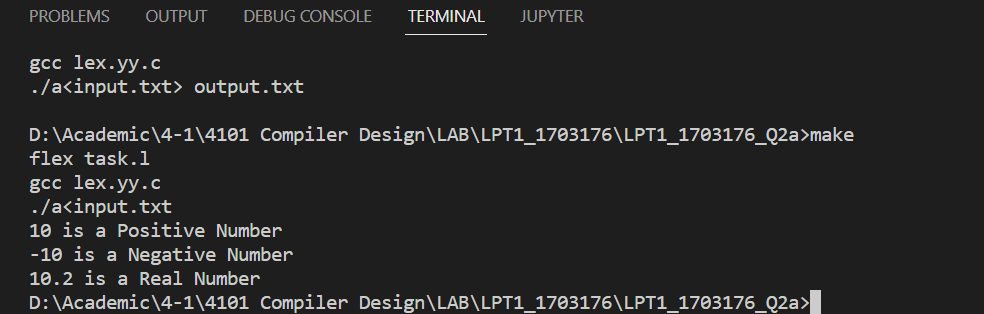 PROBLEMS OUTPUT DEBUG CONSOLE TERMINAL JUPYTER
gcc lex.yy.c
./a<input.txt> output.txt
D:\Academic\4-1\4101 Compiler Design\LAB\LPT1_1703176\LPT1_1703176_Q2a>make
flex task.l
gcc lex.yy.c
./a<input.txt
10 is a Positive Number
-10 is a Negative Number
10.2 is a Real Number
D:\Academic\4-1\4101 Compiler Design\LAB\LPT1_1703176\LPT1_1703176_Q2a>